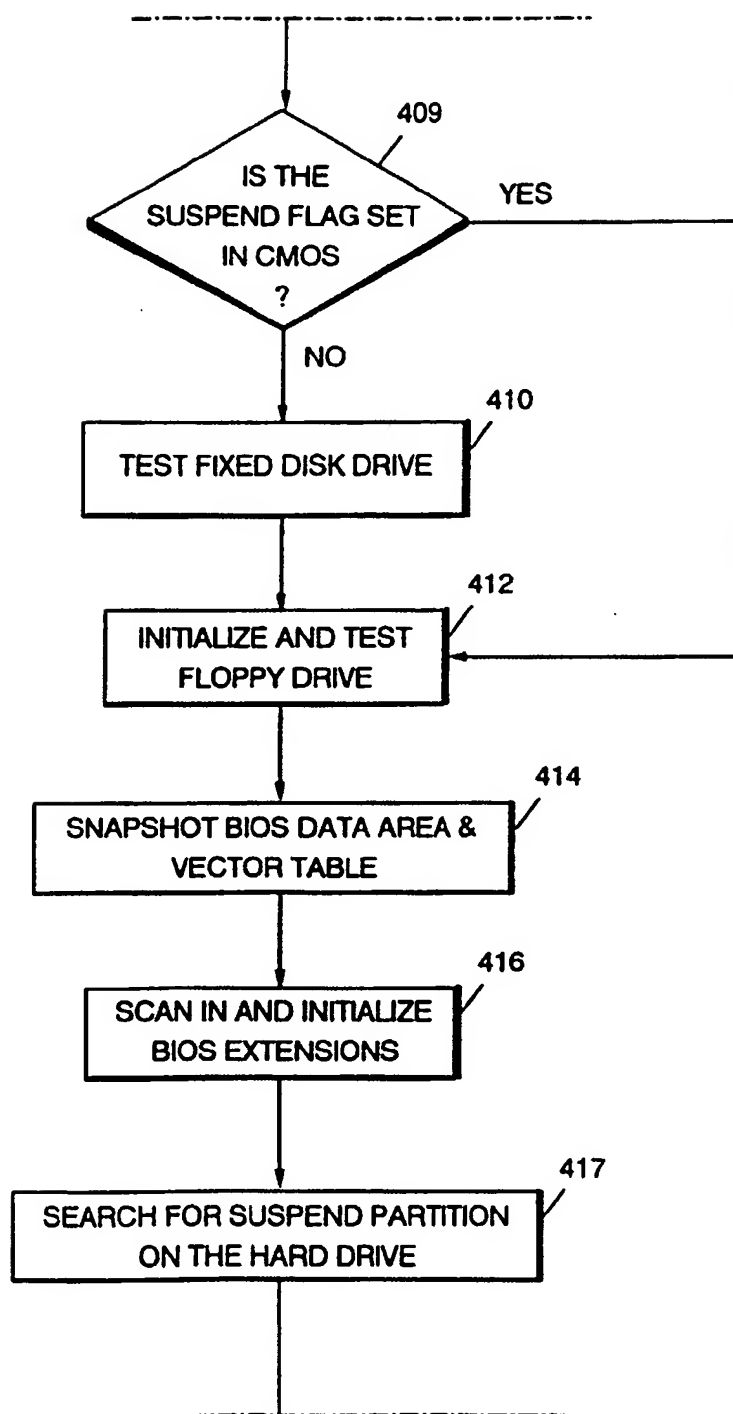 409
IS THE
SUSPEND FLAG SET
IN CMOS
?
YES
NO
410
TEST FIXED DISK DRIVE
412
INITIALIZE AND TEST
FLOPPY DRIVE
414
SNAPSHOT BIOS DATA AREA &
VECTOR TABLE
416
SCAN IN AND INITIALIZE
BIOS EXTENSIONS
417
SEARCH FOR SUSPEND PARTITION
ON THE HARD DRIVE